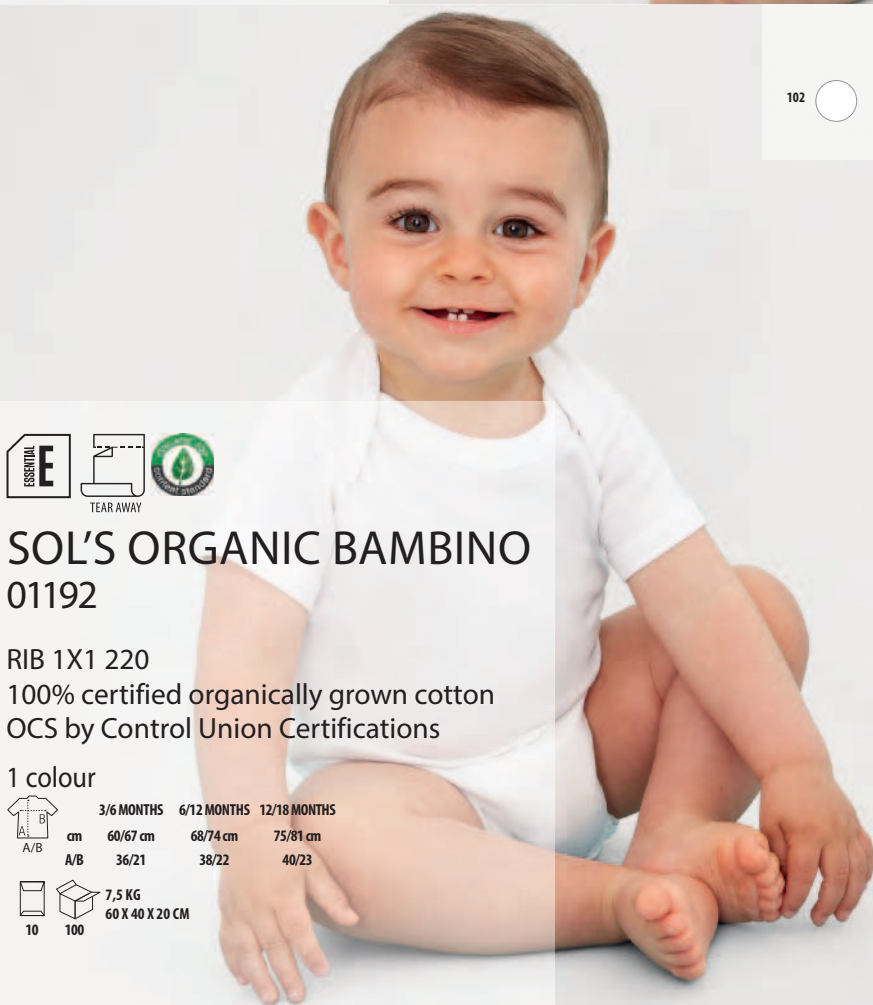 102
ESSENTIAL E
TEAR AWAY
content standard
SOL'S ORGANIC BAMBINO
01192
RIB 1X1 220
100% certified organically grown cotton
OCS by Control Union Certifications
1 colour
3/6 MONTHS 6/12 MONTHS 12/18 MONTHS
cm 60/67 cm 68/74 cm 75/81 cm
A B
A/B
A/B 36/21 38/22 40/23
7,5 KG
60 X 40 X 20 CM
10 100